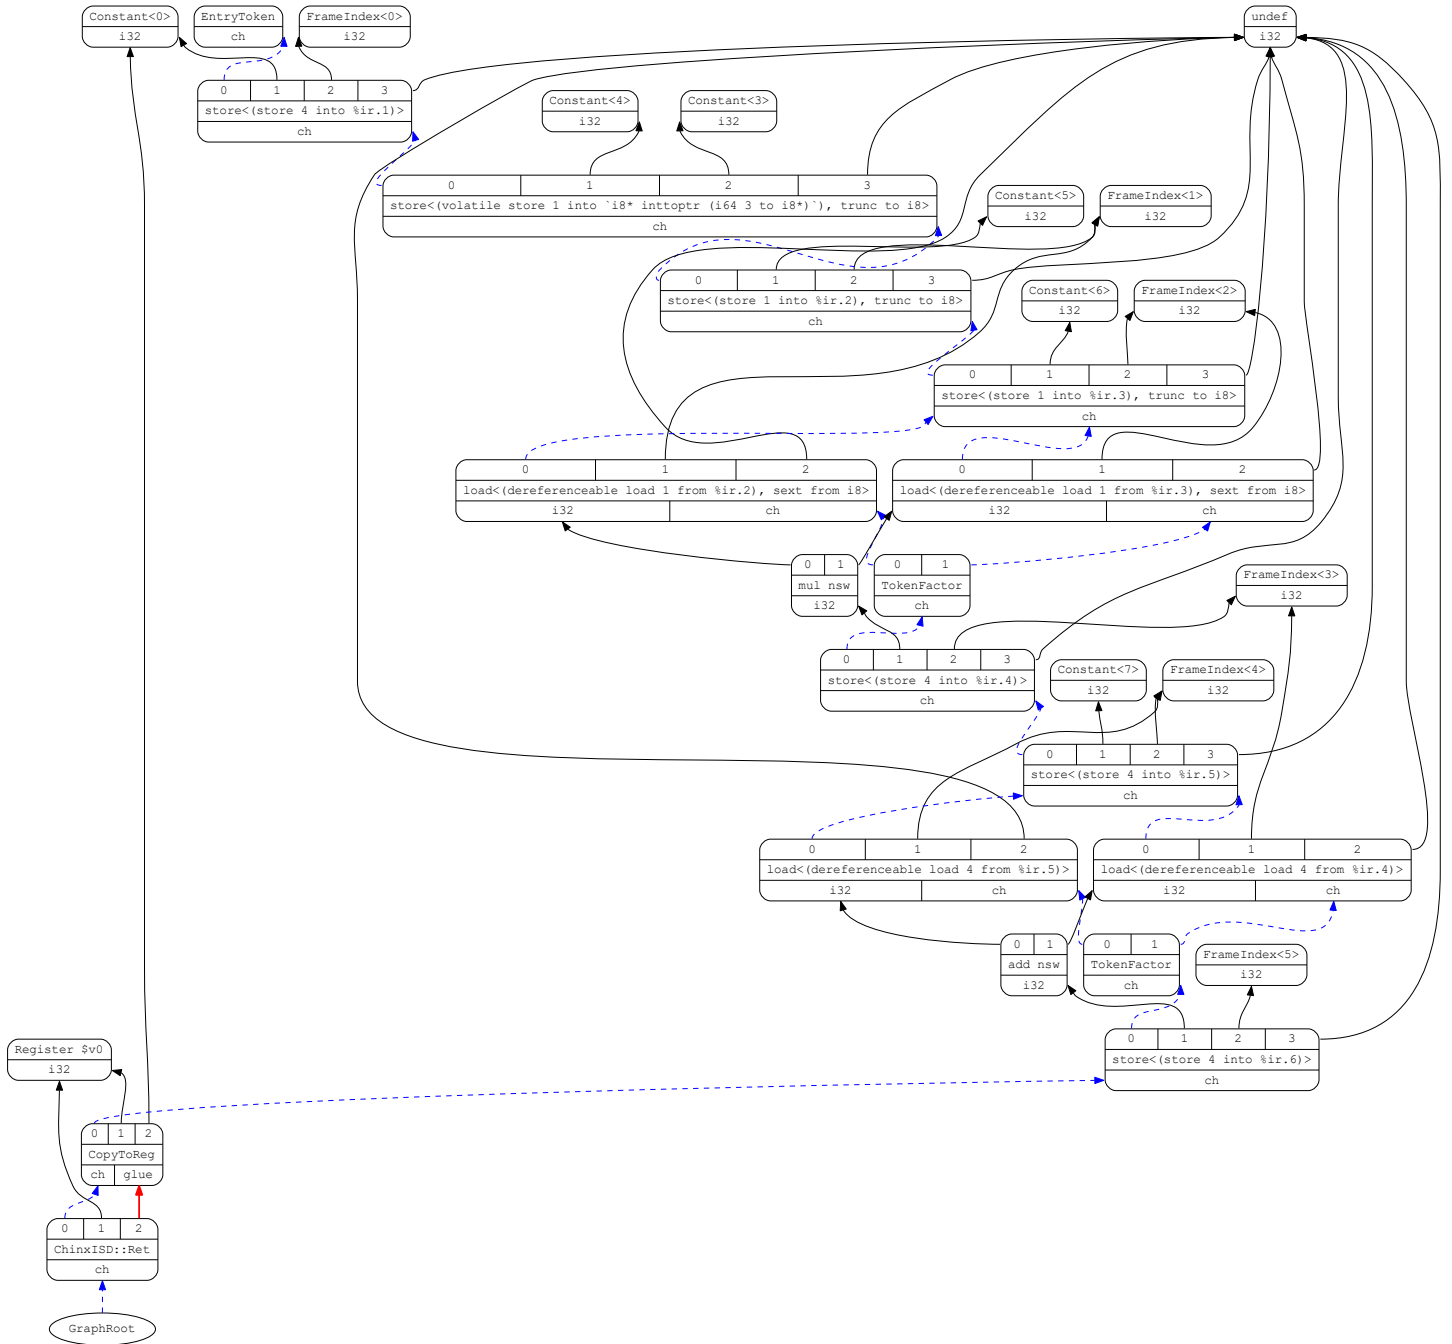 Constant<0>
i32
EntryToken
ch
FrameIndex<0>
i32
undef
i32
0 1 2 3
store<(store 4 into %ir.1)>
ch
Constant<4>
i32
Constant<3>
i32
0 1 2 3
store<(volatile store 1 into `i8* inttoptr (i64 3 to i8*)`), trunc to i8>
ch
Constant<5>
i32
FrameIndex<1>
i32
0 1 2 3
store<(store 1 into %ir.2), trunc to i8>
ch
Constant<6>
i32
FrameIndex<2>
i32
0 1 2 3
store<(store 1 into %ir.3), trunc to i8>
ch
0 1 2
load<(dereferenceable load 1 from %ir.2), sext from i8>
i32 ch
0 1 2
load<(dereferenceable load 1 from %ir.3), sext from i8>
i32 ch
0 1
mul nsw
i32
0 1
TokenFactor
ch
FrameIndex<3>
i32
0 1 2 3
store<(store 4 into %ir.4)>
ch
Constant<7>
i32
FrameIndex<4>
i32
0 1 2 3
store<(store 4 into %ir.5)>
ch
0 1 2
load<(dereferenceable load 4 from %ir.5)>
i32 ch
0 1 2
load<(dereferenceable load 4 from %ir.4)>
i32 ch
0 1
add nsw
i32
0 1
TokenFactor
ch
FrameIndex<5>
i32
0 1 2 3
store<(store 4 into %ir.6)>
ch
Register $v0
i32
0 1 2
CopyToReg
ch glue
0 1 2
ChinxISD::Ret
ch
GraphRoot